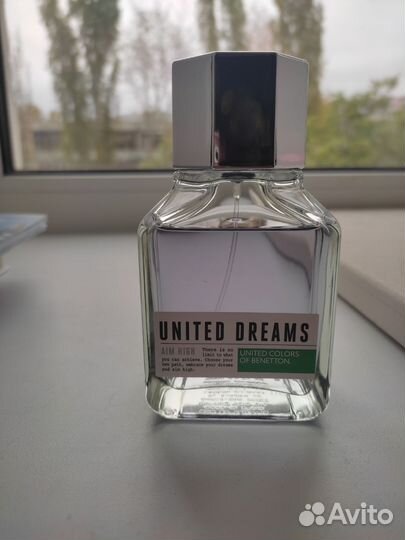 UNITED DREAMS
AIM HIGH
There is no
limit to what
you can achieve. Choose your
own path, embrace your dreams
and aim high.
UNITED COLORS
OF BENETTON.
Avito